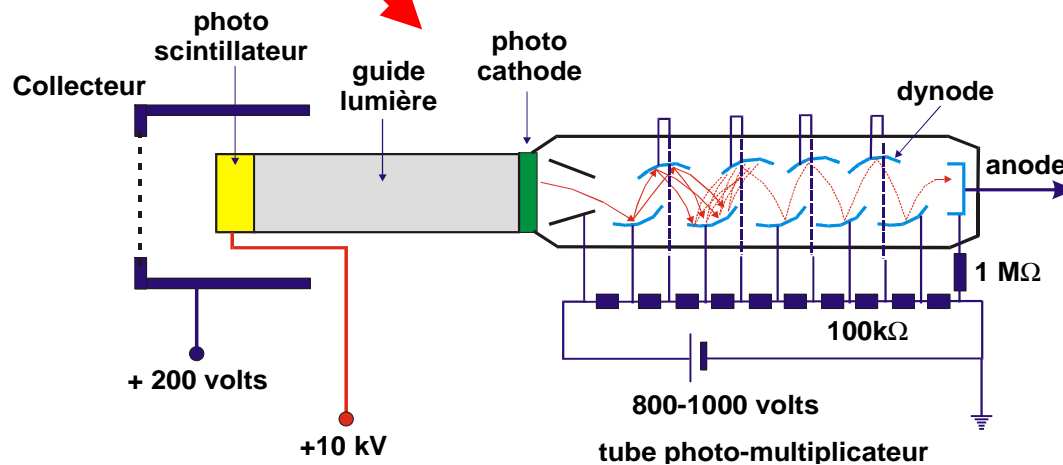 photo
scintillateur
Collecteur
guide
lumière
photo
cathode
dynode
anode
1 MΩ
100kΩ
+ 200 volts
800-1000 volts
+10 kV
tube photo-multiplicateur